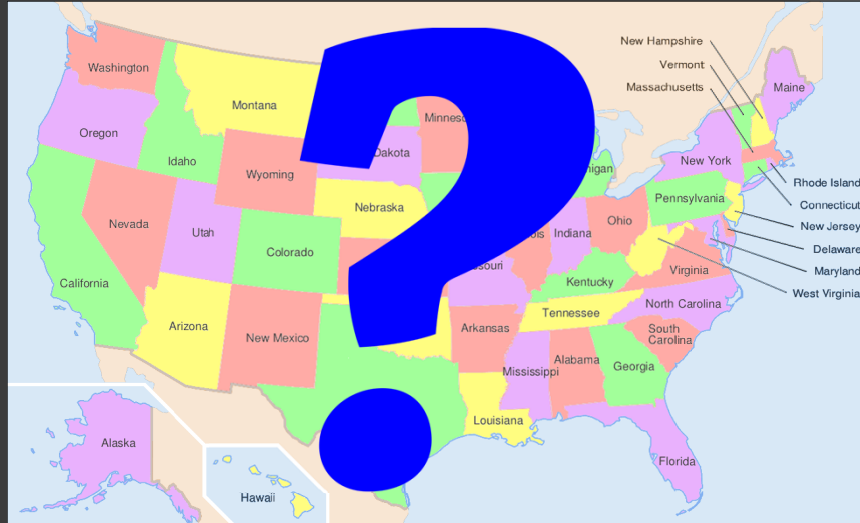 New Hampshire
Vermont
Massachusetts
Washington
Maine
Montana
Minnes
Oregon
Dakota
Idaho
New York
Wyoming
igan
Rhode Island
Pennsylvania
Connecticut
Nebraska
Nevada
Ohio
New Jersey
Utah
Indiana
ois
Colorado
Delaware
souri
Virginia
Maryland
California
Kentucky
West Virginia
North Carolina
Tennessee
Arizona
Arkansas
South
Carolina
New Mexico
Alabama
Georgia
Mississippi
Louisiana
Alaska
Florida
Hawaii
?